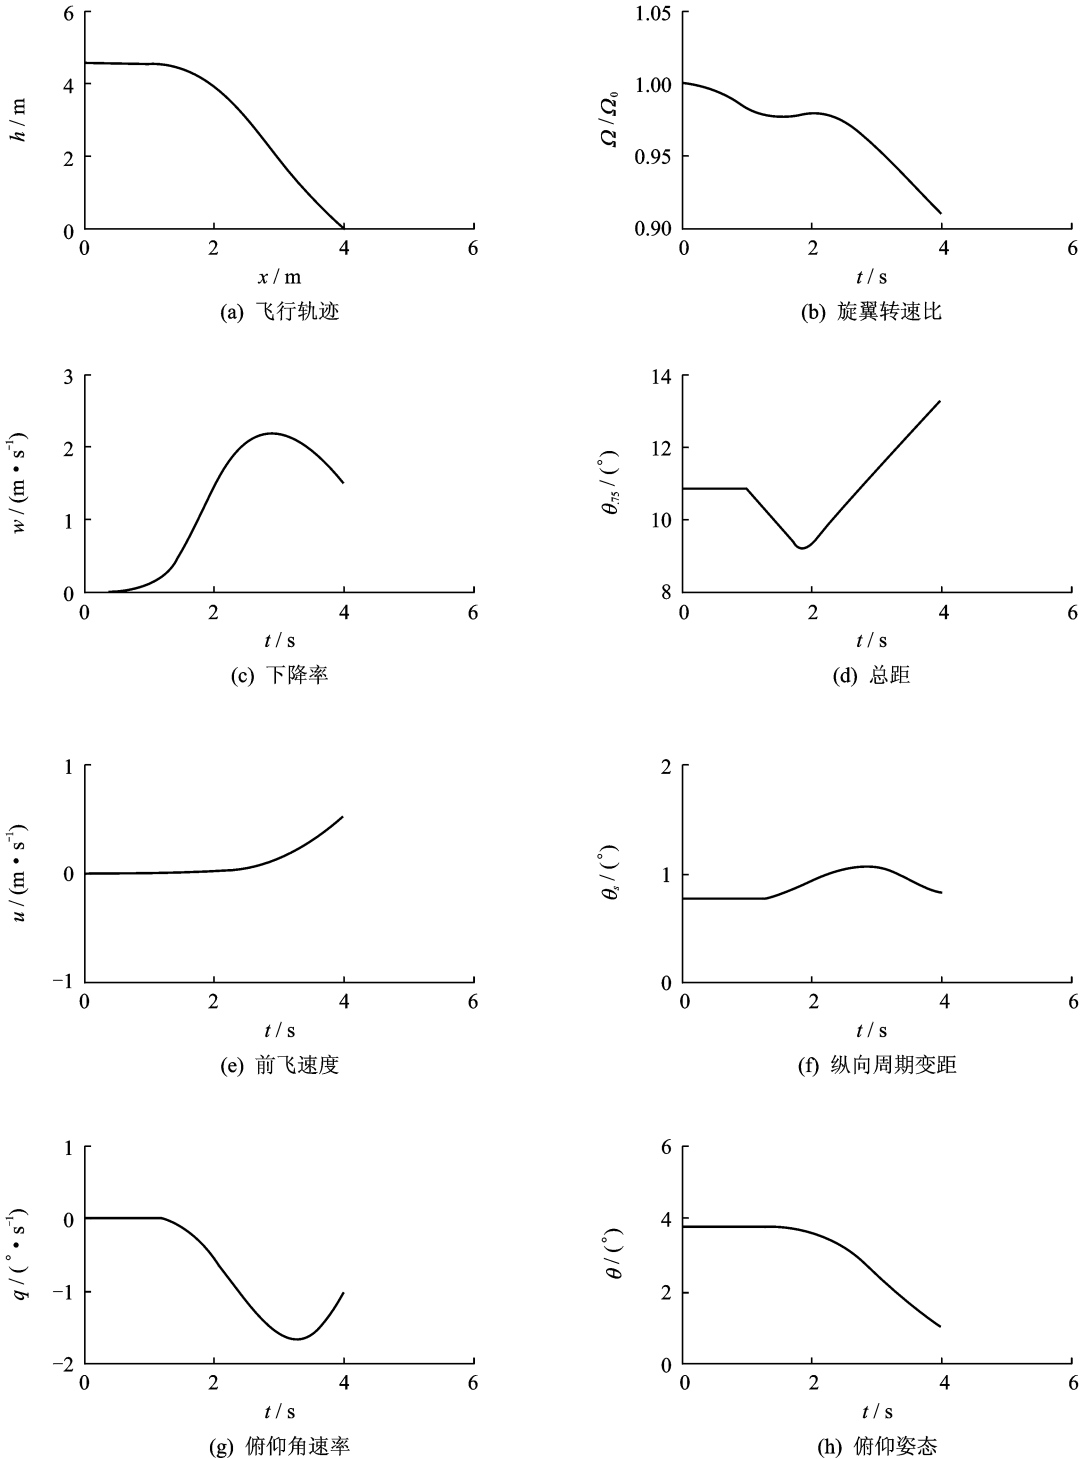 6
4
2
0
h / m
0 2 4 6
x / m
(a) 飞行轨迹
1.05
1.00
0.95
0.90
Ω / Ω₀
0 2 4 6
t / s
(b) 旋翼转速比
3
2
1
0
w / (m • s⁻¹)
0 2 4 6
t / s
(c) 下降率
14
12
10
8
θ.75 / (°)
0 2 4 6
t / s
(d) 总距
1
0
−1
u / (m • s⁻¹)
0 2 4 6
t / s
(e) 前飞速度
2
1
0
θs / (°)
0 2 4 6
t / s
(f) 纵向周期变距
1
0
−1
−2
q / (° • s⁻¹)
0 2 4 6
t / s
(g) 俯仰角速率
6
4
2
0
θ / (°)
0 2 4 6
t / s
(h) 俯仰姿态